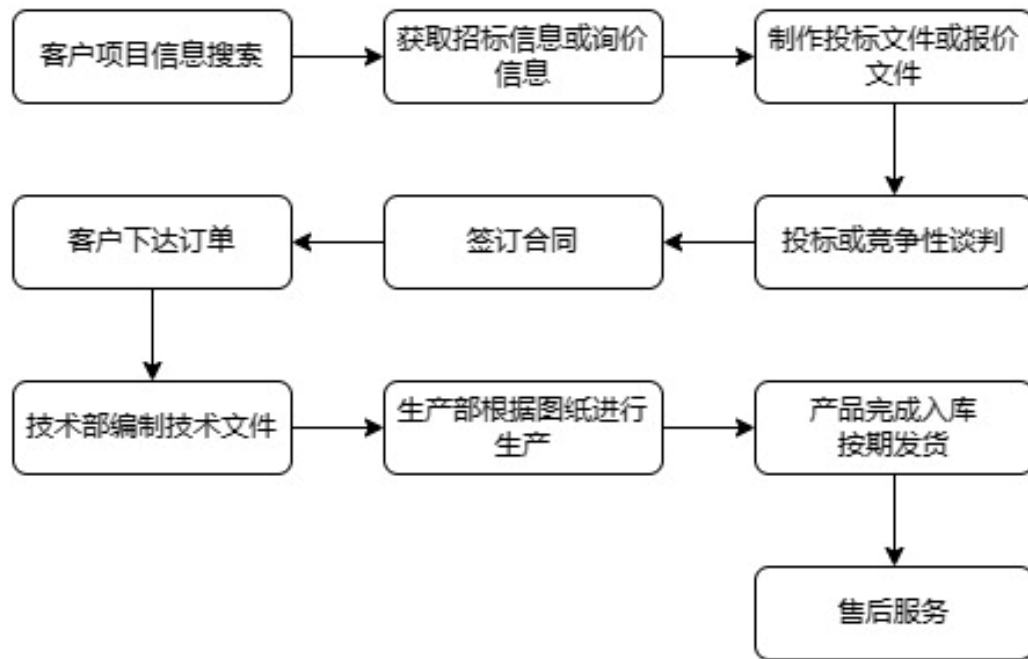 客户项目信息搜索
获取招标信息或询价
信息
制作投标文件或报价
文件
投标或竞争性谈判
签订合同
客户下达订单
技术部编制技术文件
生产部根据图纸进行
生产
产品完成入库
按期发货
售后服务